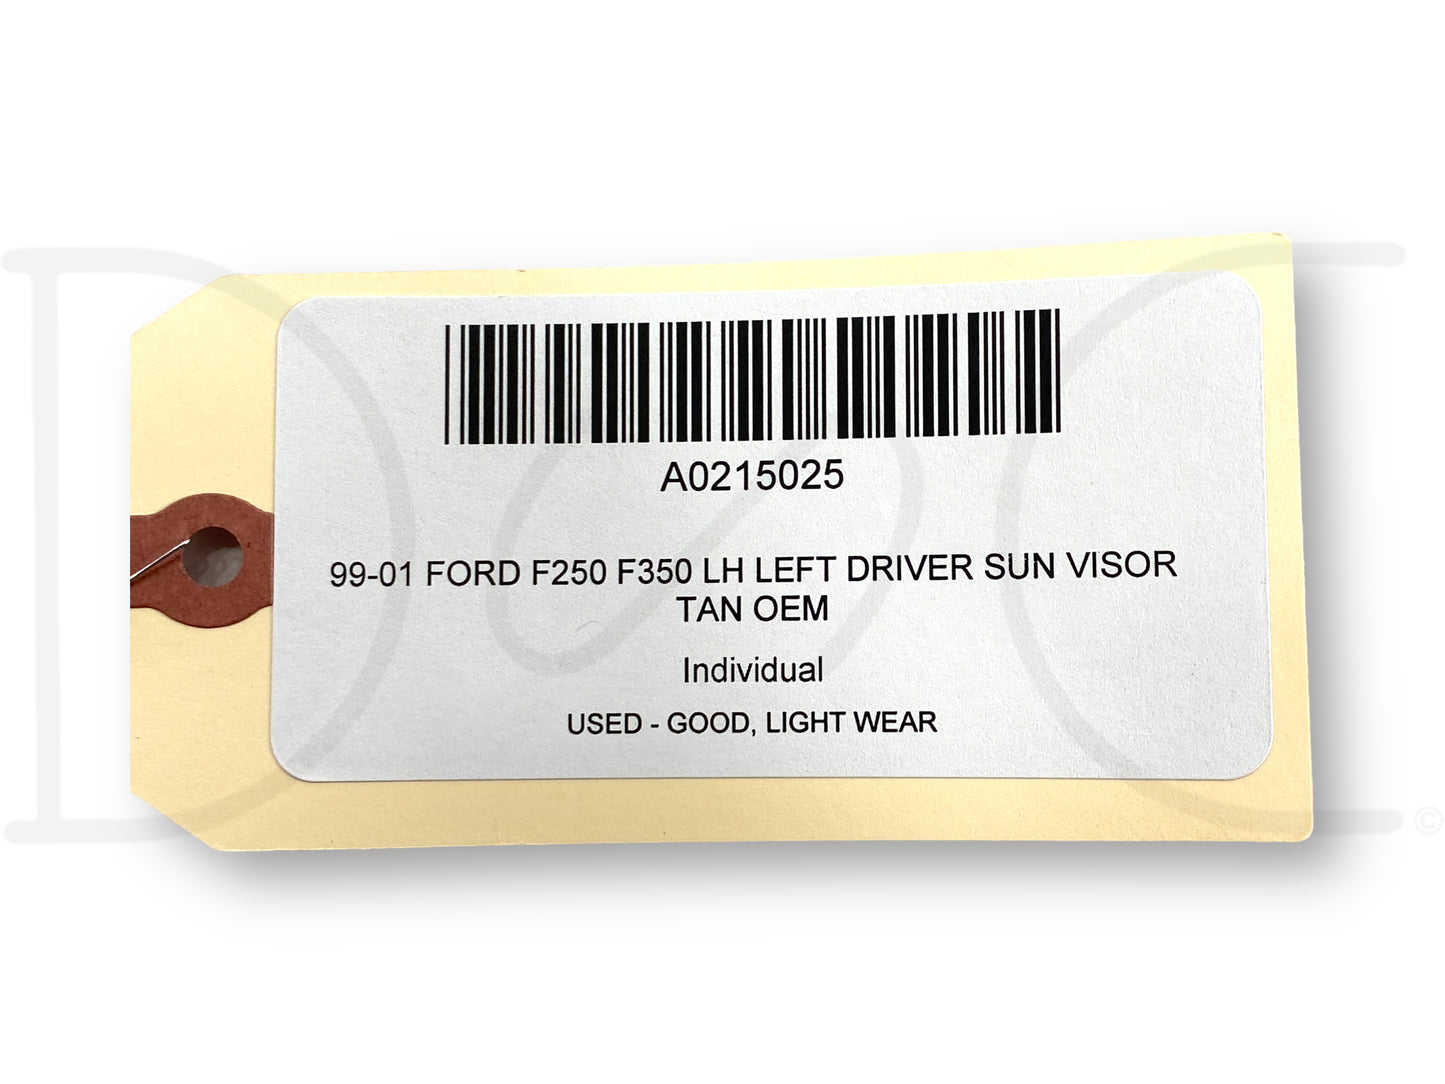 A0215025
99-01 FORD F250 F350 LH LEFT DRIVER SUN VISOR
TAN OEM
Individual
USED - GOOD, LIGHT WEAR